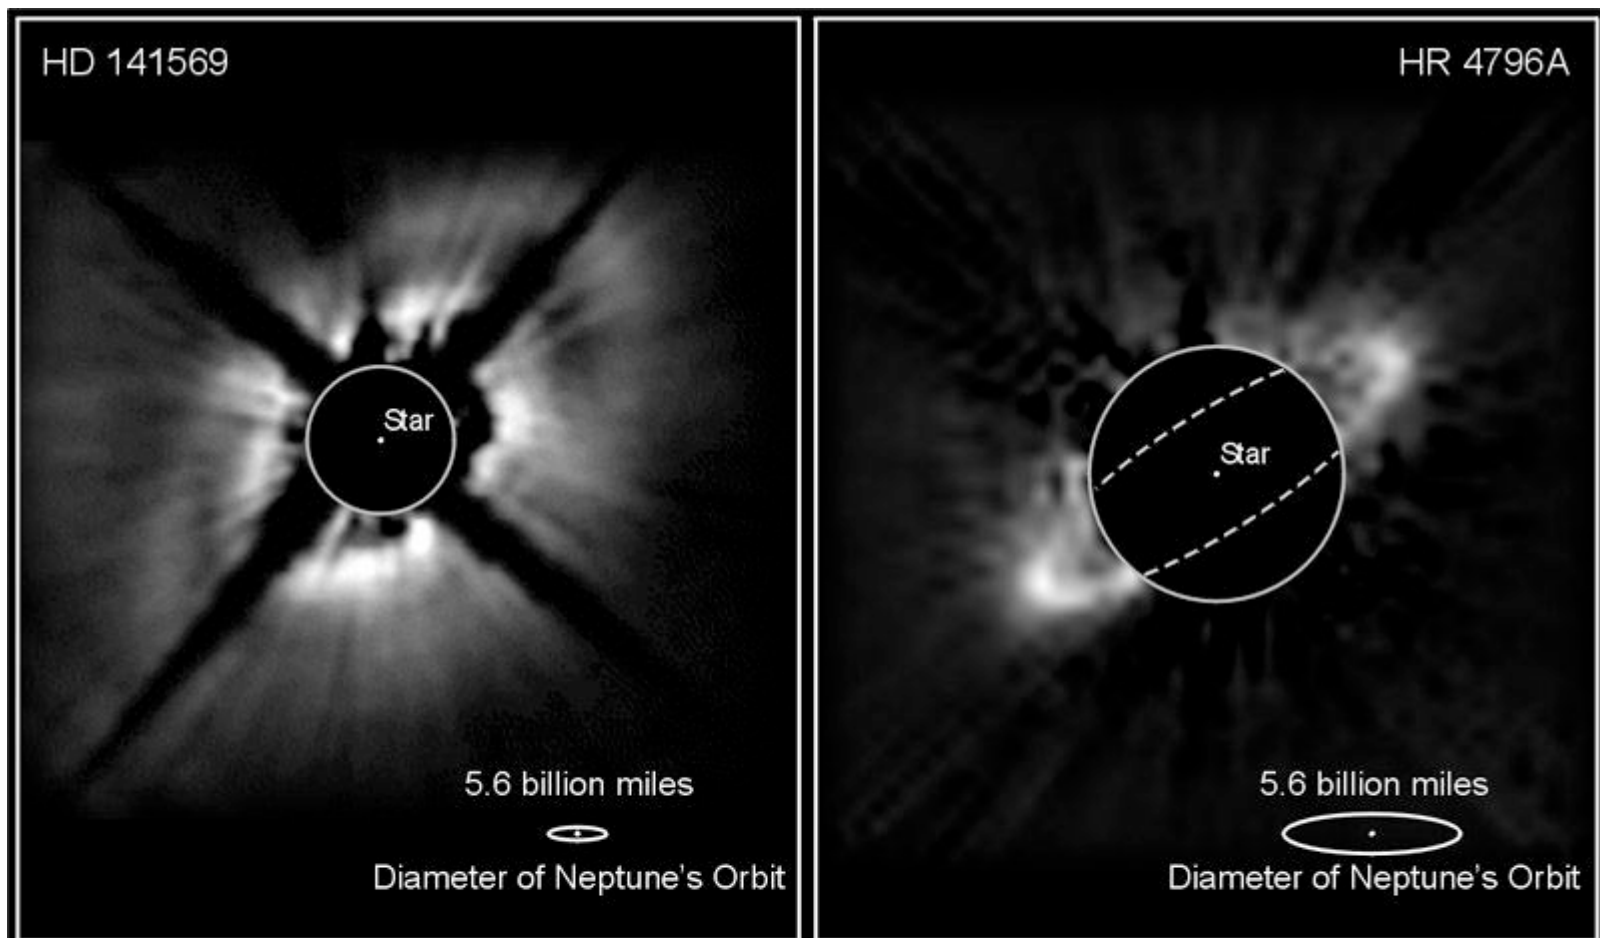 HD 141569
Star
5.6 billion miles
Diameter of Neptune's Orbit
HR 4796A
Star
5.6 billion miles
Diameter of Neptune's Orbit